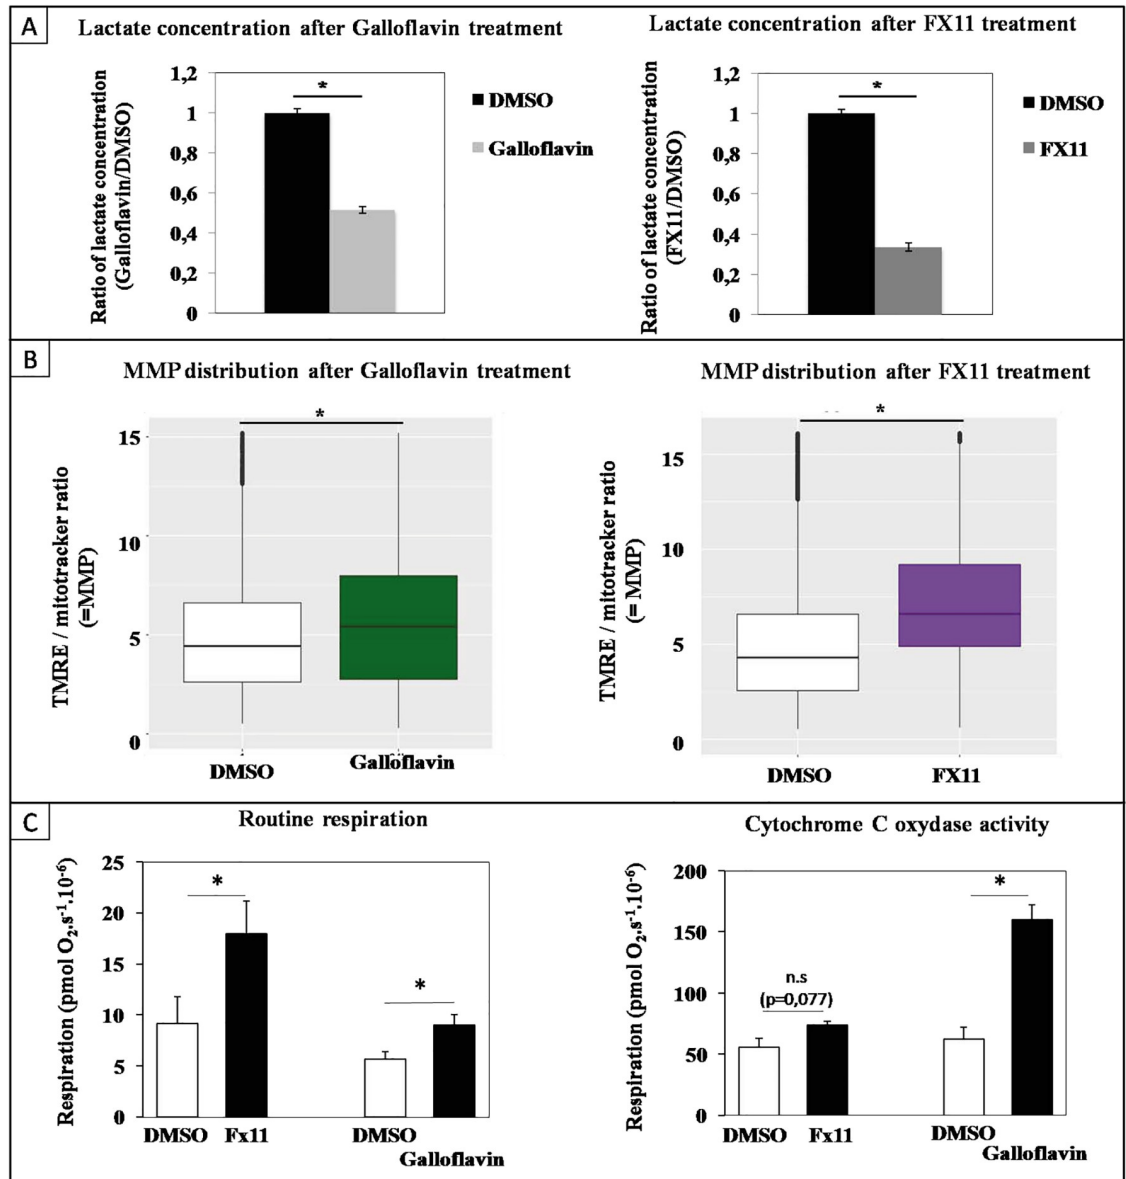 A
Lactate concentration after Galloflavin treatment
Ratio of lactate concentration
(Galloflavin/DMSO)
1,2
1
0,8
0,6
0,4
0,2
0
*
DMSO
Galloflavin
Lactate concentration after FX11 treatment
Ratio of lactate concentration
(FX11/DMSO)
1,2
1
0,8
0,6
0,4
0,2
0
*
DMSO
FX11
B
MMP distribution after Galloflavin treatment
TMRE / mitotracker ratio
(=MMP)
15
10
5
0
*
DMSO
Galloflavin
MMP distribution after FX11 treatment
TMRE / mitotracker ratio
(= MMP)
15
10
5
0
*
DMSO
FX11
C
Routine respiration
Respiration (pmol O₂.s⁻¹.10⁻⁶)
25
20
15
10
5
0
*
*
DMSO
Fx11
DMSO
Galloflavin
Cytochrome C oxydase activity
Respiration (pmol O₂.s⁻¹.10⁻⁶)
200
150
100
50
0
n.s
(p=0,077)
*
DMSO
Fx11
DMSO
Galloflavin